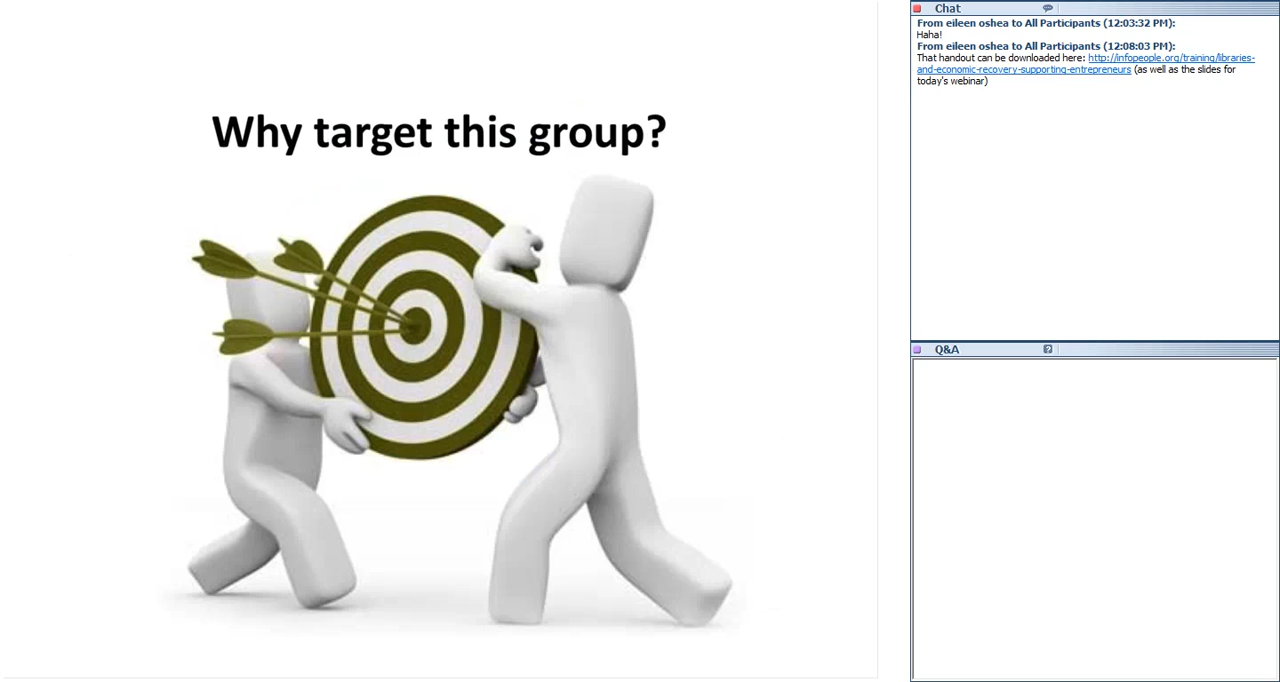 Why target this group?
Chat
From eileen oshea to All Participants (12:03:32 PM):
Haha!
From eileen oshea to All Participants (12:08:03 PM):
That handout can be downloaded here: http://infopeople.org/training/libraries-
and-economic-recovery-supporting-entrepreneurs (as well as the slides for
today's webinar)
Q&A
?